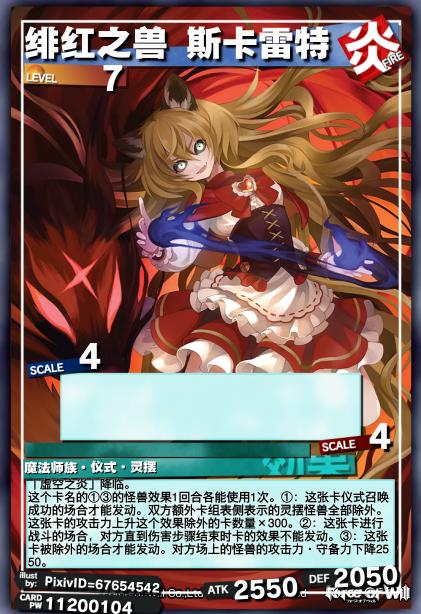 绯红之兽 斯卡雷特
炎
FIRE
LEVEL
7
SCALE
4
SCALE
4
魔法师族・仪式・灵摆
「虚空之炎」降临。
这个卡名的①③的怪兽效果1回合各能使用1次。①：这张卡仪式召唤
成功的场合才能发动。双方额外卡组表侧表示的灵摆怪兽全部除外。
这张卡的攻击力上升这个效果除外的卡数量×300。②：这张卡进行
战斗的场合，对方直到伤害步骤结束时卡的效果不能发动。③：这张
卡被除外的场合才能发动。对方场上的怪兽的攻击力・守备力下降25
50。
illust by: PixivID=67654542
ATK 2550
DEF 2050
Force Of Will
CARD PW 11200104